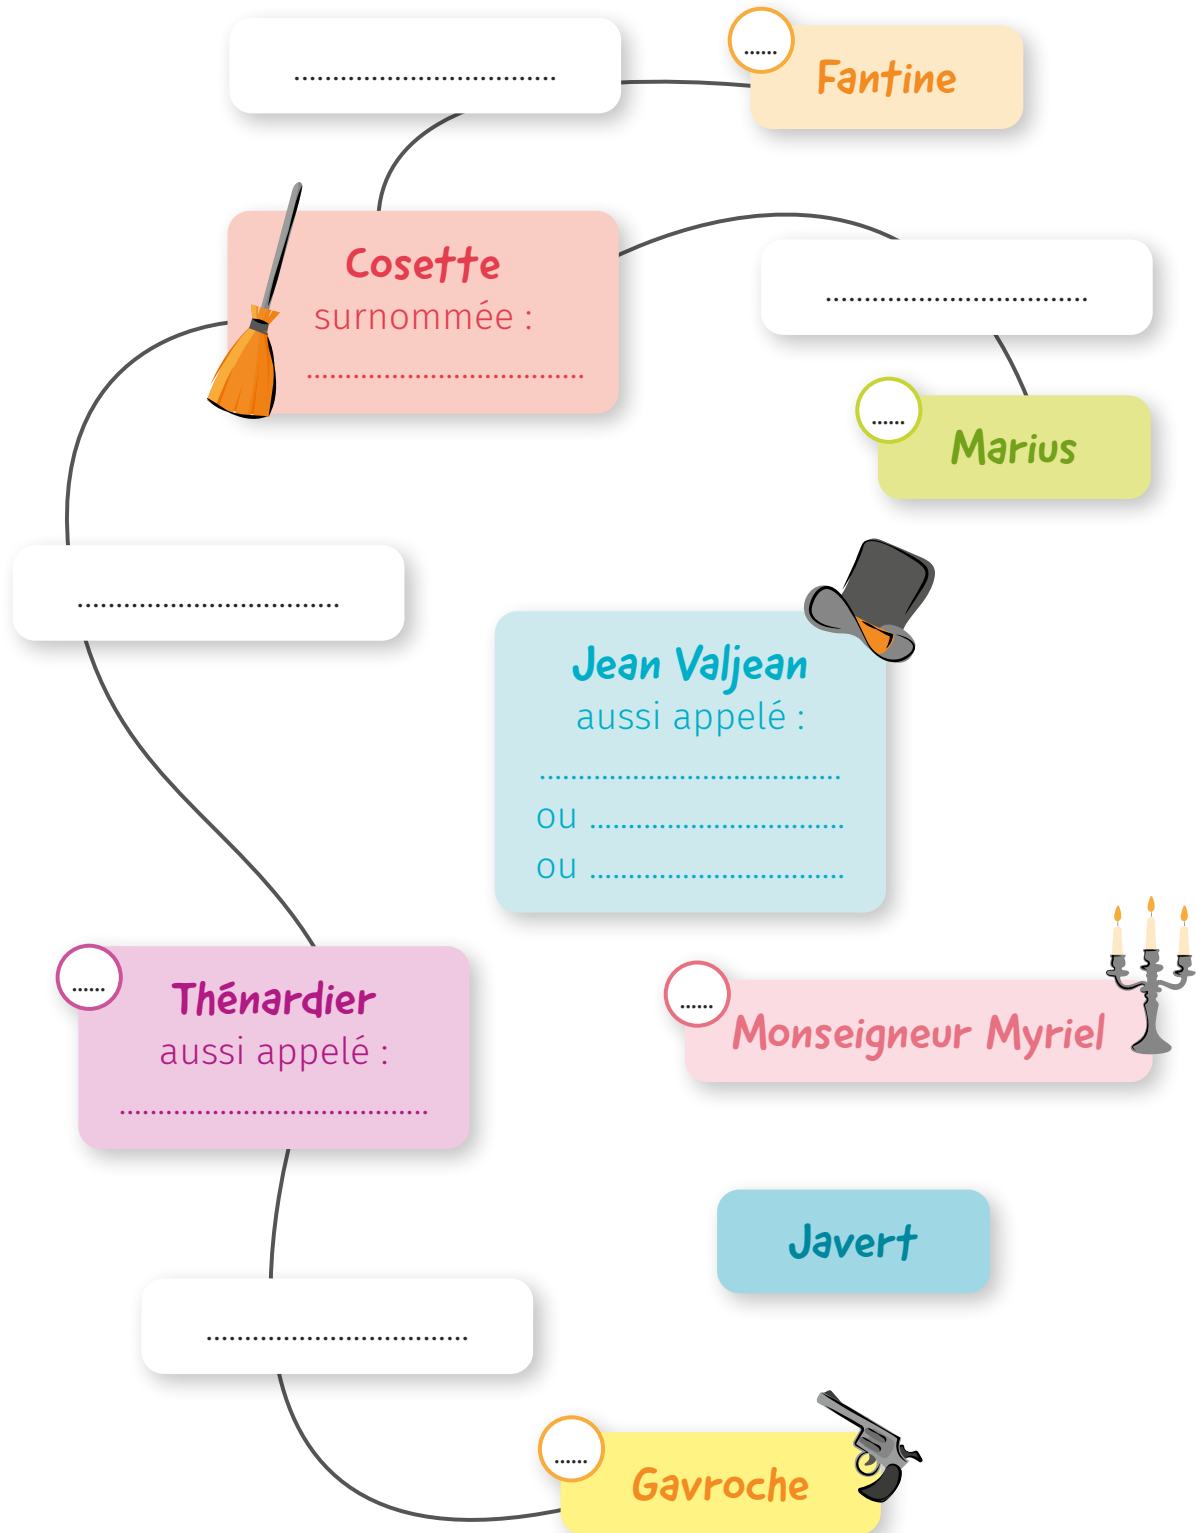 ..................................
......
Fantine
Cosette
surnommée :
....................................
..................................
......
Marius
..................................
Jean Valjean
aussi appelé :
.......................................
ou .................................
ou .................................
......
Thénardier
aussi appelé :
........................................
......
Monseigneur Myriel
Javert
..................................
......
Gavroche